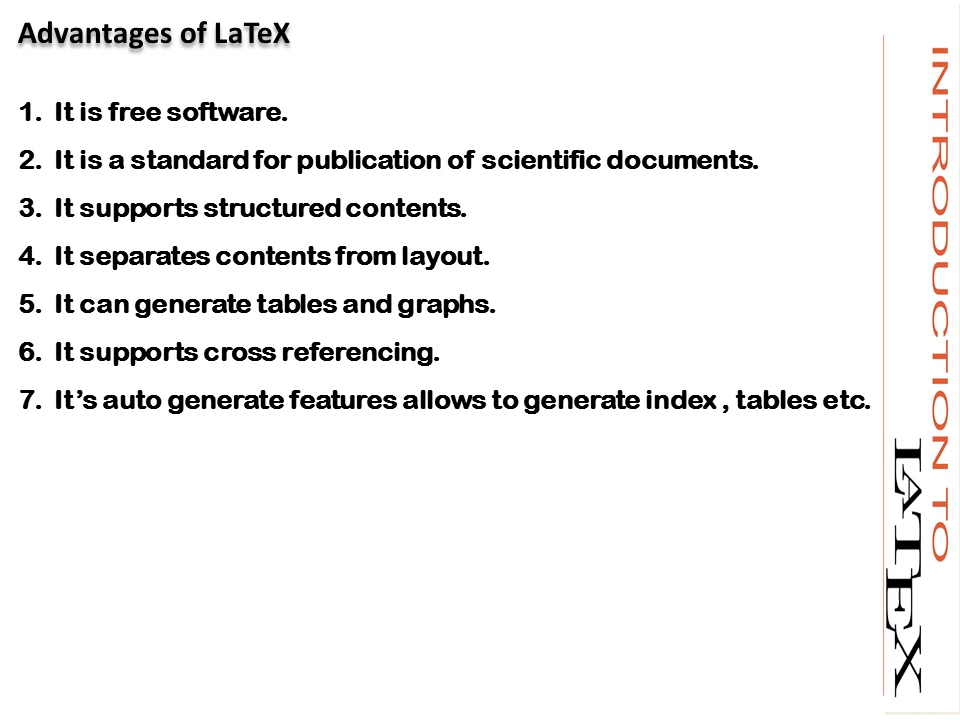 Advantages of LaTeX
1. It is free software.
2. It is a standard for publication of scientific documents.
3. It supports structured contents.
4. It separates contents from layout.
5. It can generate tables and graphs.
6. It supports cross referencing.
7. It’s auto generate features allows to generate index , tables etc.
INTRODUCTION TO
LATEX